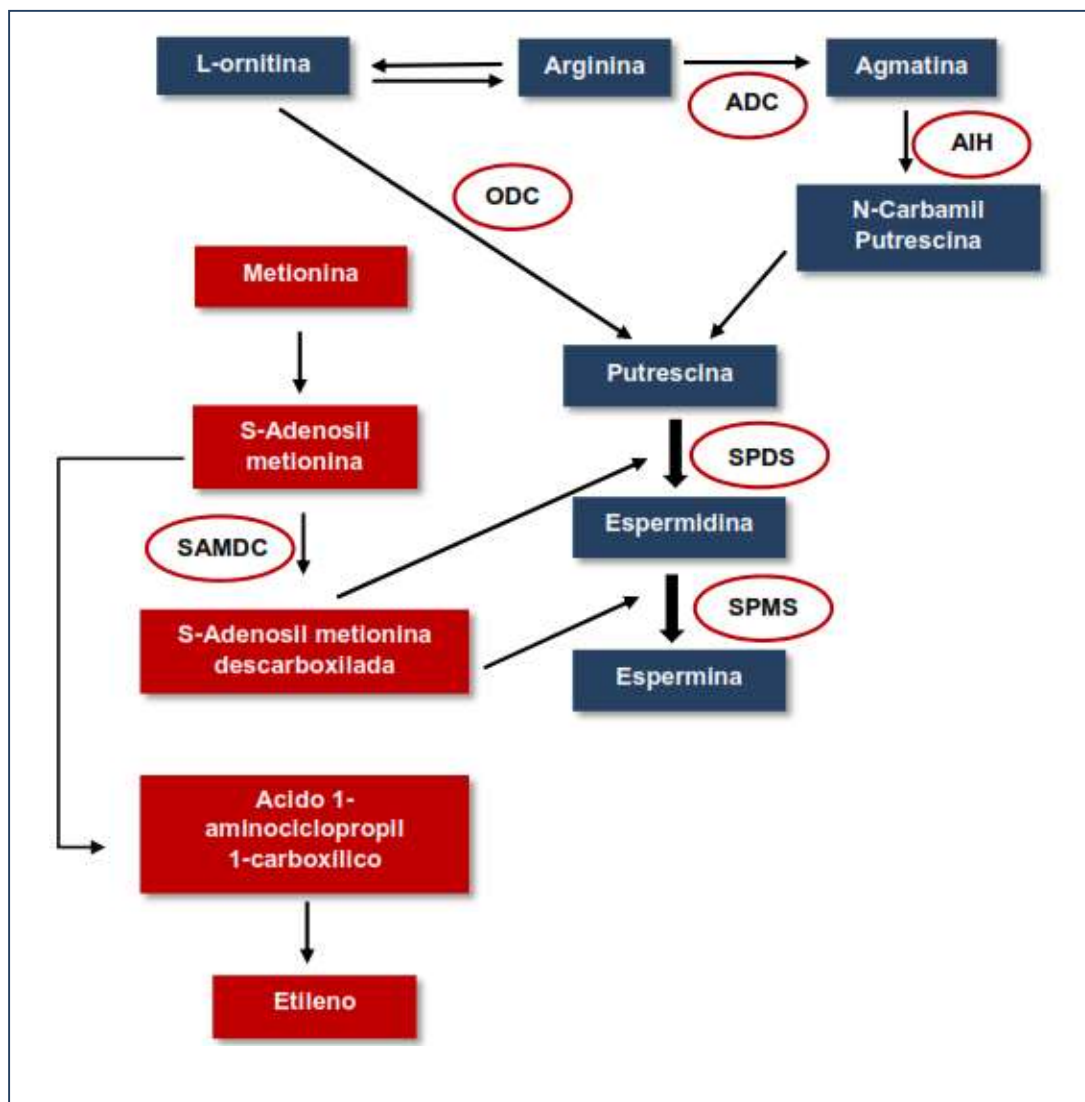 L-ornitina
Arginina
Agmatina
ADC
AIH
ODC
N-Carbamil
Putrescina
Metionina
Putrescina
S-Adenosil
metionina
SPDS
Espermidina
SAMDC
SPMS
S-Adenosil metionina
descarboxilada
Espermina
Acido 1-
aminociclopropil
1-carboxilico
Etileno